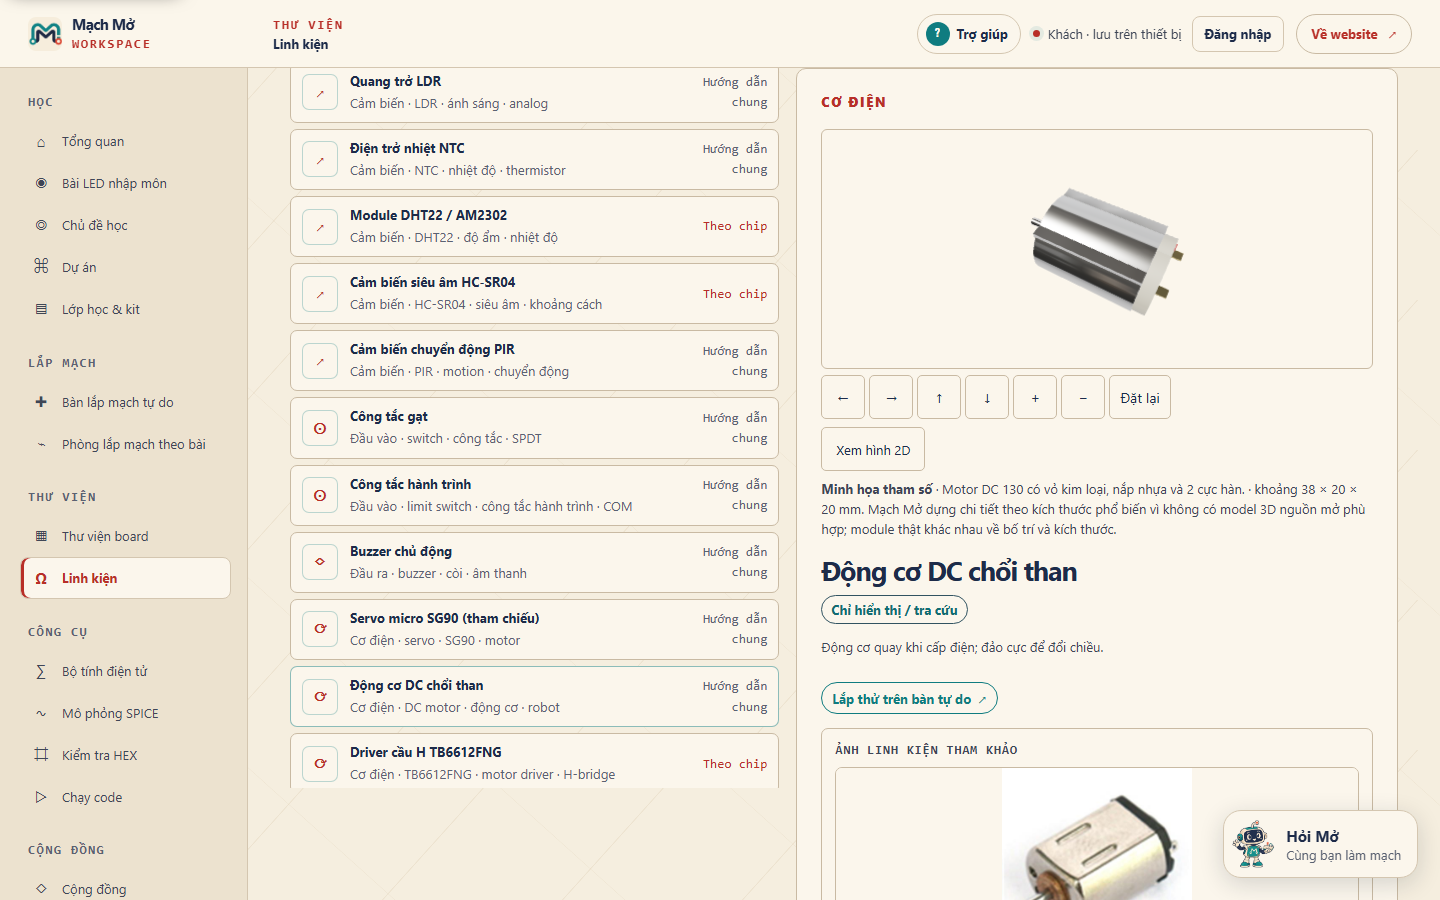 Mạch Mở
WORKSPACE
THƯ VIỆN
Linh kiện
? Trợ giúp
Khách · lưu trên thiết bị
Đăng nhập
Về website ↗
HỌC
Tổng quan
Bài LED nhập môn
Chủ đề học
Dự án
Lớp học & kit
LẮP MẠCH
Bàn lắp mạch tự do
Phòng lắp mạch theo bài
THƯ VIỆN
Thư viện board
Ω Linh kiện
CÔNG CỤ
∑ Bộ tính điện tử
∿ Mô phỏng SPICE
Kiểm tra HEX
▷ Chạy code
CỘNG ĐỒNG
◇ Cộng đồng
Quang trở LDR
Cảm biến · LDR · ánh sáng · analog
Hướng dẫn
chung
Điện trở nhiệt NTC
Cảm biến · NTC · nhiệt độ · thermistor
Hướng dẫn
chung
Module DHT22 / AM2302
Cảm biến · DHT22 · độ ẩm · nhiệt độ
Theo chip
Cảm biến siêu âm HC-SR04
Cảm biến · HC-SR04 · siêu âm · khoảng cách
Theo chip
Cảm biến chuyển động PIR
Cảm biến · PIR · motion · chuyển động
Hướng dẫn
chung
Công tắc gạt
Đầu vào · switch · công tắc · SPDT
Hướng dẫn
chung
Công tắc hành trình
Đầu vào · limit switch · công tắc hành trình · COM
Hướng dẫn
chung
Buzzer chủ động
Đầu ra · buzzer · còi · âm thanh
Hướng dẫn
chung
Servo micro SG90 (tham chiếu)
Cơ điện · servo · SG90 · motor
Hướng dẫn
chung
Động cơ DC chổi than
Cơ điện · DC motor · động cơ · robot
Hướng dẫn
chung
Driver cầu H TB6612FNG
Cơ điện · TB6612FNG · motor driver · H-bridge
Theo chip
CƠ ĐIỆN
← → ↑ ↓ + − Đặt lại
Xem hình 2D
Minh họa tham số · Motor DC 130 có vỏ kim loại, nắp nhựa và 2 cực hàn. · khoảng 38 × 20 ×
20 mm. Mạch Mở dựng chi tiết theo kích thước phổ biến vì không có model 3D nguồn mở phù
hợp; module thật khác nhau về bố trí và kích thước.
Động cơ DC chổi than
Chỉ hiển thị / tra cứu
Động cơ quay khi cấp điện; đảo cực để đổi chiều.
Lắp thử trên bàn tự do ↗
ẢNH LINH KIỆN THAM KHẢO
Hỏi Mở
Cùng bạn làm mạch